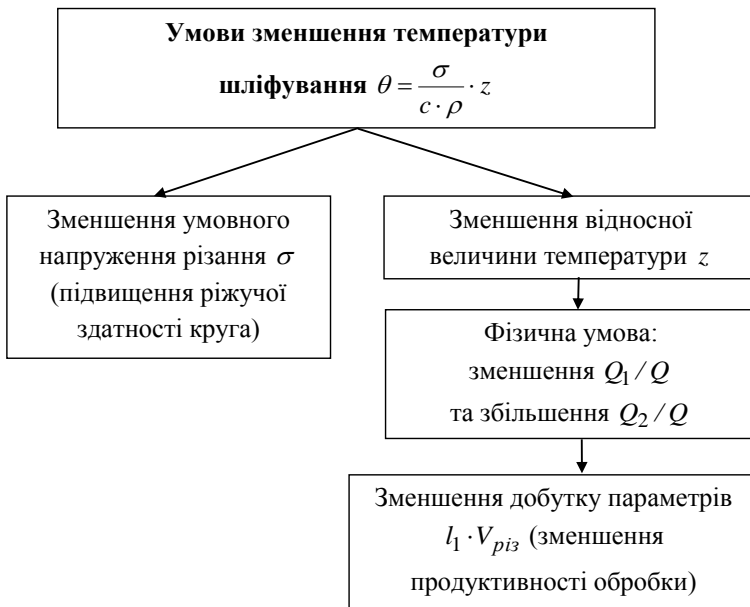 Умови зменшення температури
шліфування θ = σ / (c · ρ) · z
Зменшення умовного
напруження різання σ
(підвищення ріжучої
здатності круга)
Зменшення відносної
величини температури z
Фізична умова:
зменшення Q₁ / Q
та збільшення Q₂ / Q
Зменшення добутку параметрів
l₁ · Vріз (зменшення
продуктивності обробки)